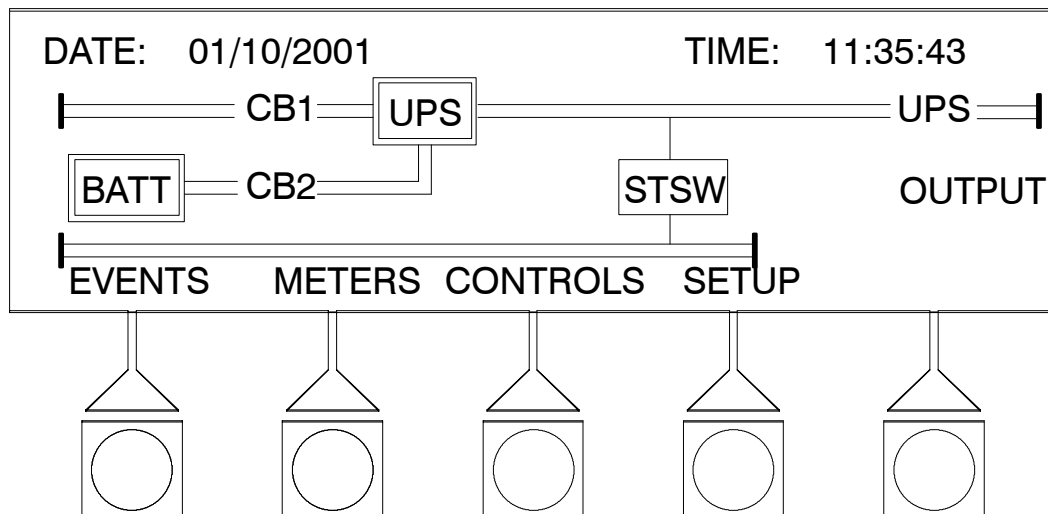 DATE: 01/10/2001 TIME: 11:35:43
CB1 UPS UPS
BATT CB2 STSW OUTPUT
EVENTS METERS CONTROLS SETUP